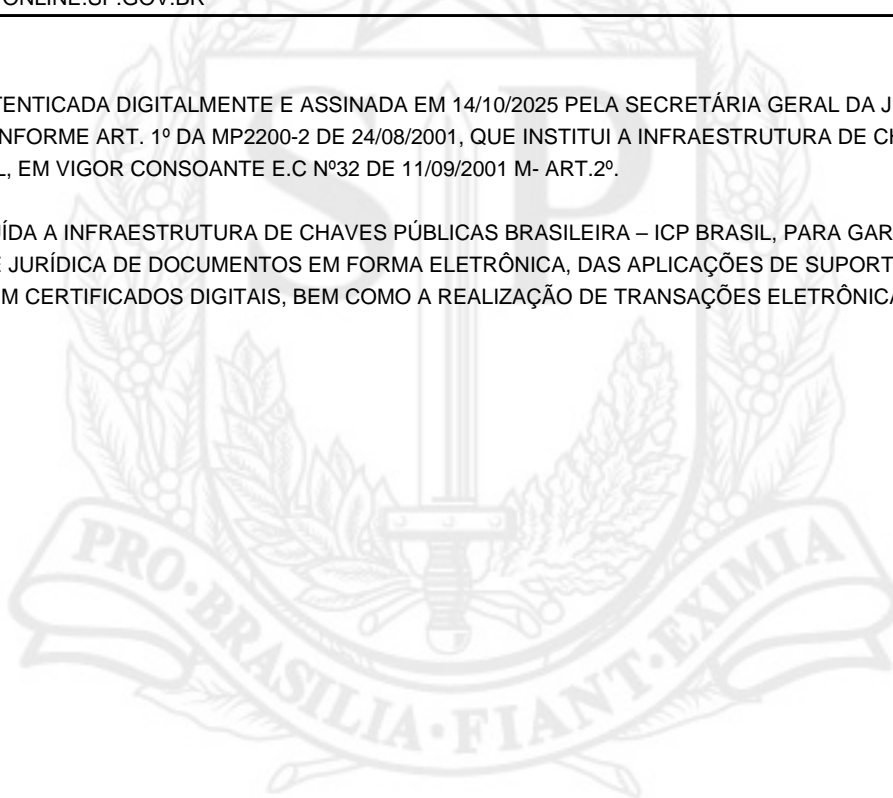 ONLINE.SP.GOV.BR
TENTICADA DIGITALMENTE E ASSINADA EM 14/10/2025 PELA SECRETÁRIA GERAL DA J
NFORME ART. 1º DA MP2200-2 DE 24/08/2001, QUE INSTITUI A INFRAESTRUTURA DE CH
L, EM VIGOR CONSOANTE E.C Nº32 DE 11/09/2001 M- ART.2º.
ÍDA A INFRAESTRUTURA DE CHAVES PÚBLICAS BRASILEIRA – ICP BRASIL, PARA GAR
E JURÍDICA DE DOCUMENTOS EM FORMA ELETRÔNICA, DAS APLICAÇÕES DE SUPORT
M CERTIFICADOS DIGITAIS, BEM COMO A REALIZAÇÃO DE TRANSAÇÕES ELETRÔNICA
SP
PRO·BRASILIA·FIANT·EXIMIA